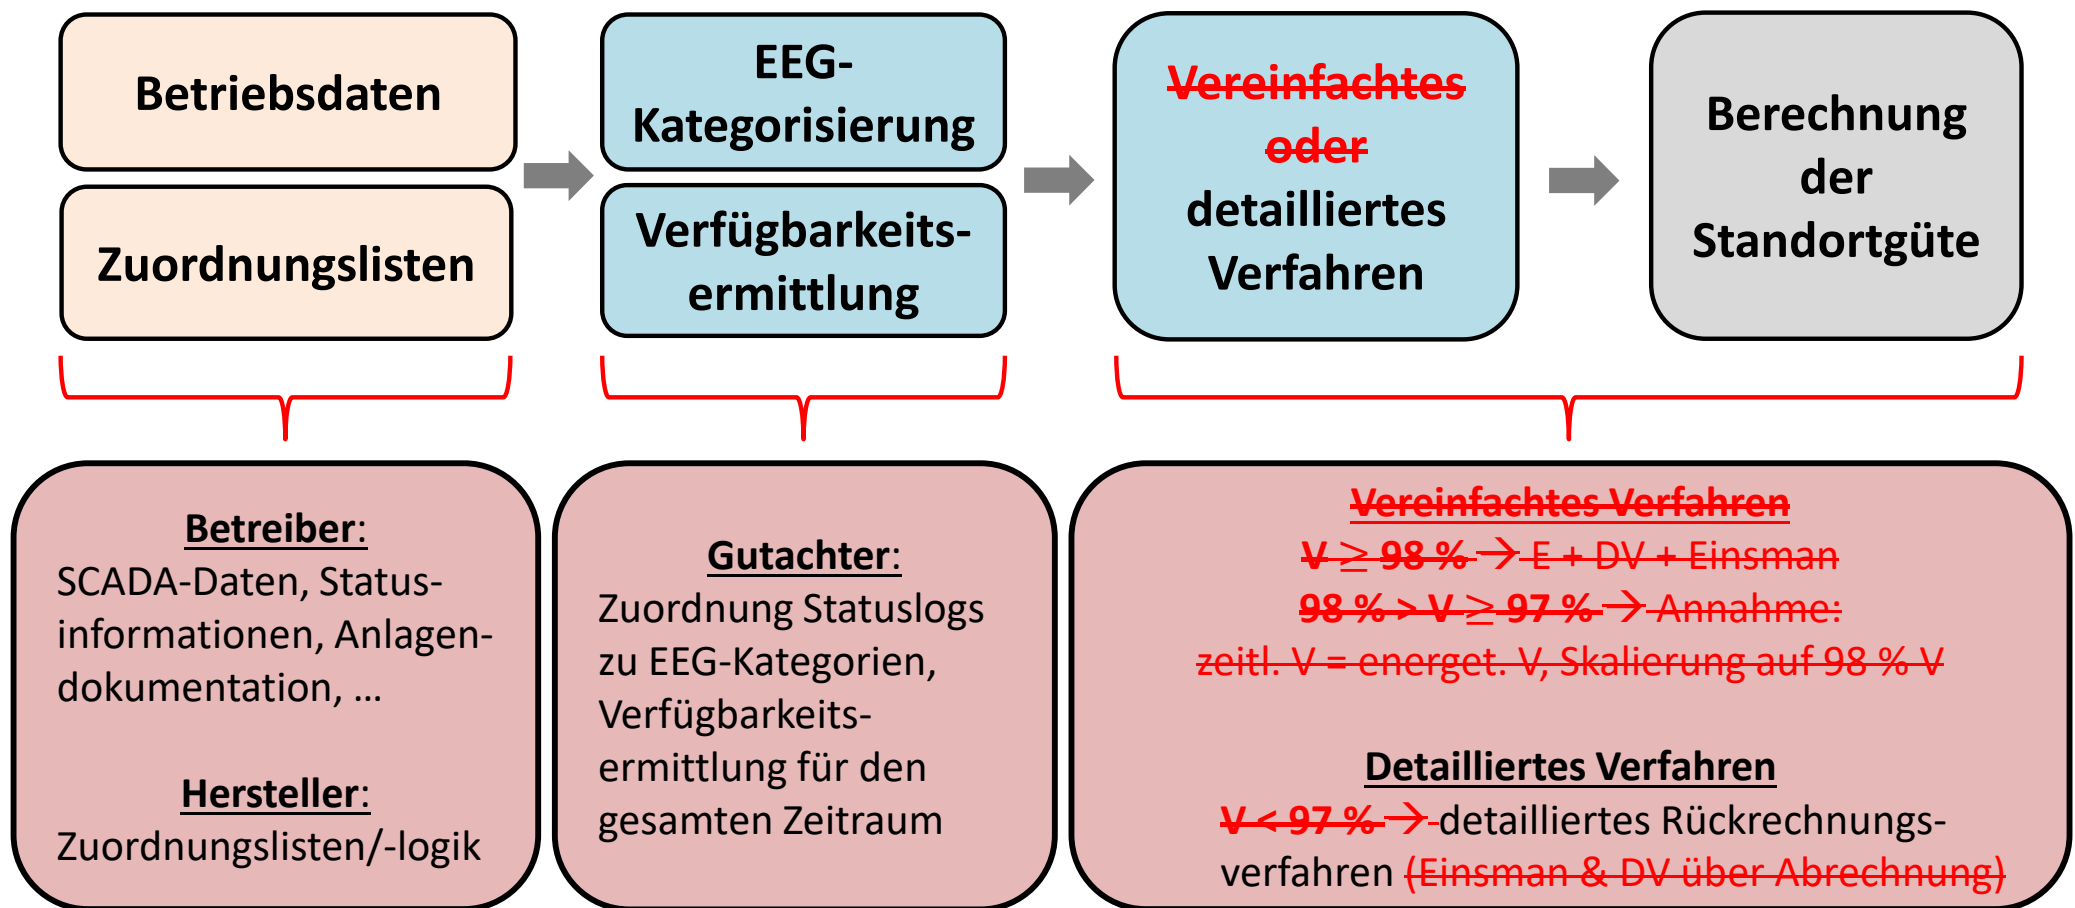 Betriebsdaten
Zuordnungslisten
EEG-
Kategorisierung
Verfügbarkeits-
ermittlung
Vereinfachtes
oder
detailliertes
Verfahren
Berechnung
der
Standortgüte
Betreiber:
SCADA-Daten, Status-
informationen, Anlagen-
dokumentation, ...
Hersteller:
Zuordnungslisten/-logik
Gutachter:
Zuordnung Statuslogs
zu EEG-Kategorien,
Verfügbarkeits-
ermittlung für den
gesamten Zeitraum
Vereinfachtes Verfahren
V ≥ 98 % → E + DV + Einsman
98 % > V ≥ 97 % → Annahme:
zeitl. V = energet. V, Skalierung auf 98 % V
Detailliertes Verfahren
V < 97 % → detailliertes Rückrechnungs-
verfahren (Einsman & DV über Abrechnung)